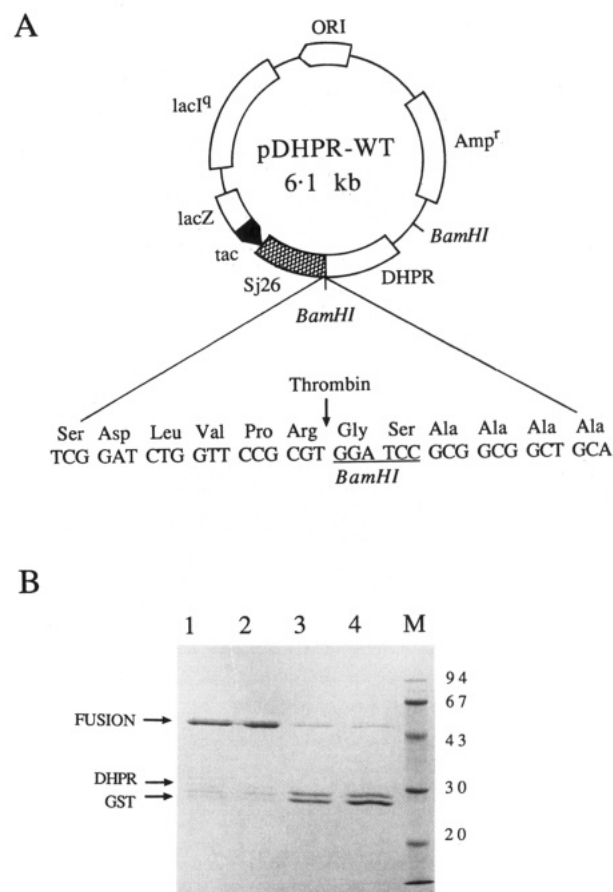 A
ORI
lacIq
pDHPR-WT
6·1 kb
Ampr
lacZ
BamHI
tac
Sj26
DHPR
BamHI
Thrombin
Ser Asp Leu Val Pro Arg Gly Ser Ala Ala Ala Ala
TCG GAT CTG GTT CCG CGT GGA TCC GCG GCG GCT GCA
BamHI
B
1 2 3 4 M
94
FUSION
67
43
DHPR
30
GST
20